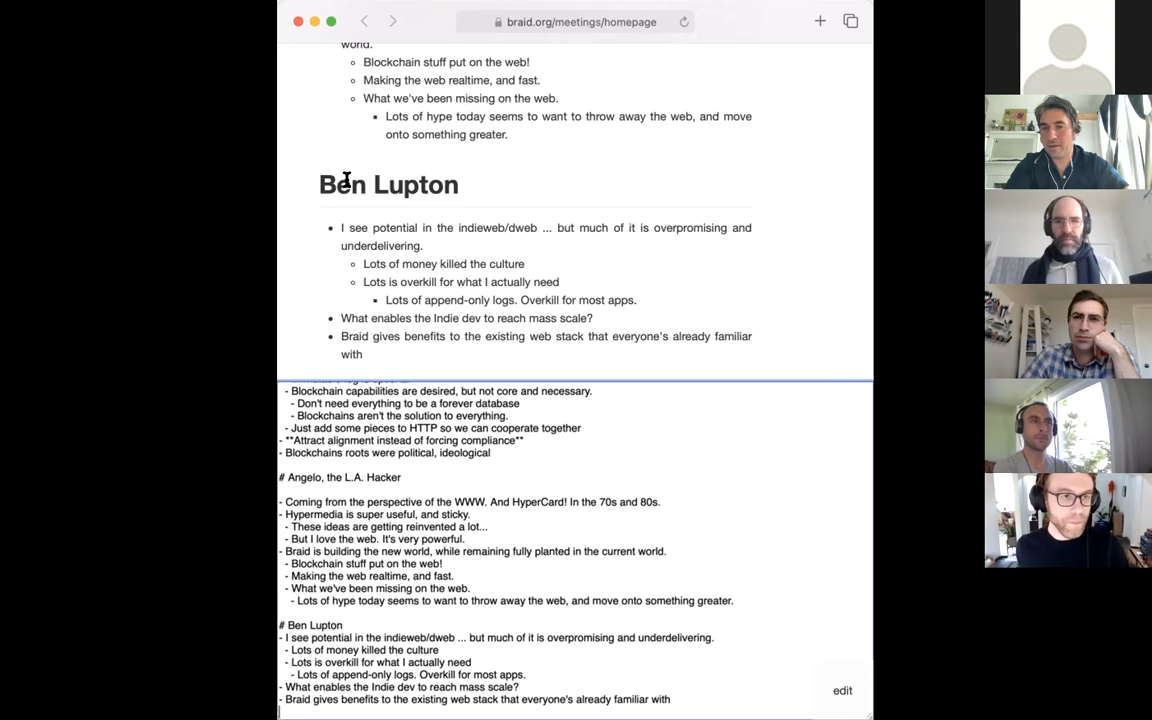 braid.org/meetings/homepage
world.
Blockchain stuff put on the web!
Making the web realtime, and fast.
What we've been missing on the web.
Lots of hype today seems to want to throw away the web, and move
onto something greater.
Ben Lupton
I see potential in the indieweb/dweb ... but much of it is overpromising and
underdelivering.
Lots of money killed the culture
Lots is overkill for what I actually need
Lots of append-only logs. Overkill for most apps.
What enables the Indie dev to reach mass scale?
Braid gives benefits to the existing web stack that everyone's already familiar
with
- Blockchain capabilities are desired, but not core and necessary.
- Don't need everything to be a forever database
- Blockchains aren't the solution to everything.
- Just add some pieces to HTTP so we can cooperate together
- **Attract alignment instead of forcing compliance**
- Blockchains roots were political, ideological
# Angelo, the L.A. Hacker
- Coming from the perspective of the WWW. And HyperCard! In the 70s and 80s.
- Hypermedia is super useful, and sticky.
- These ideas are getting reinvented a lot...
- But I love the web. It's very powerful.
- Braid is building the new world, while remaining fully planted in the current world.
- Blockchain stuff put on the web!
- Making the web realtime, and fast.
- What we've been missing on the web.
- Lots of hype today seems to want to throw away the web, and move onto something greater.
# Ben Lupton
- I see potential in the indieweb/dweb ... but much of it is overpromising and underdelivering.
- Lots of money killed the culture
- Lots is overkill for what I actually need
- Lots of append-only logs. Overkill for most apps.
- What enables the Indie dev to reach mass scale?
- Braid gives benefits to the existing web stack that everyone's already familiar with
edit